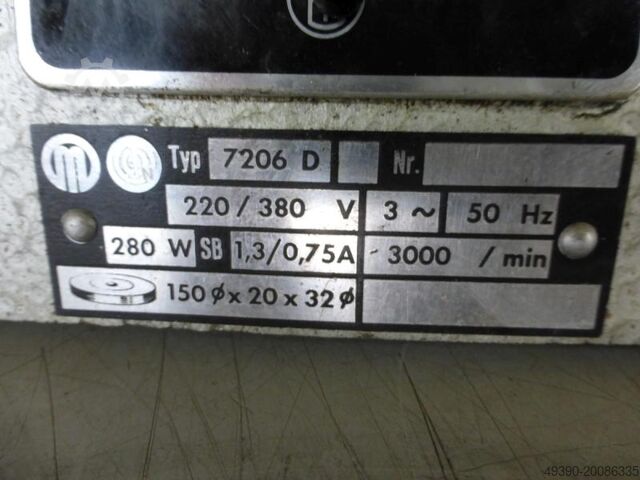 Typ 7206 D Nr.
220 / 380 V 3 ~ 50 Hz
280 W SB 1,3/0,75A 3000 / min
150 ø x 20 x 32 ø
49390-20086335